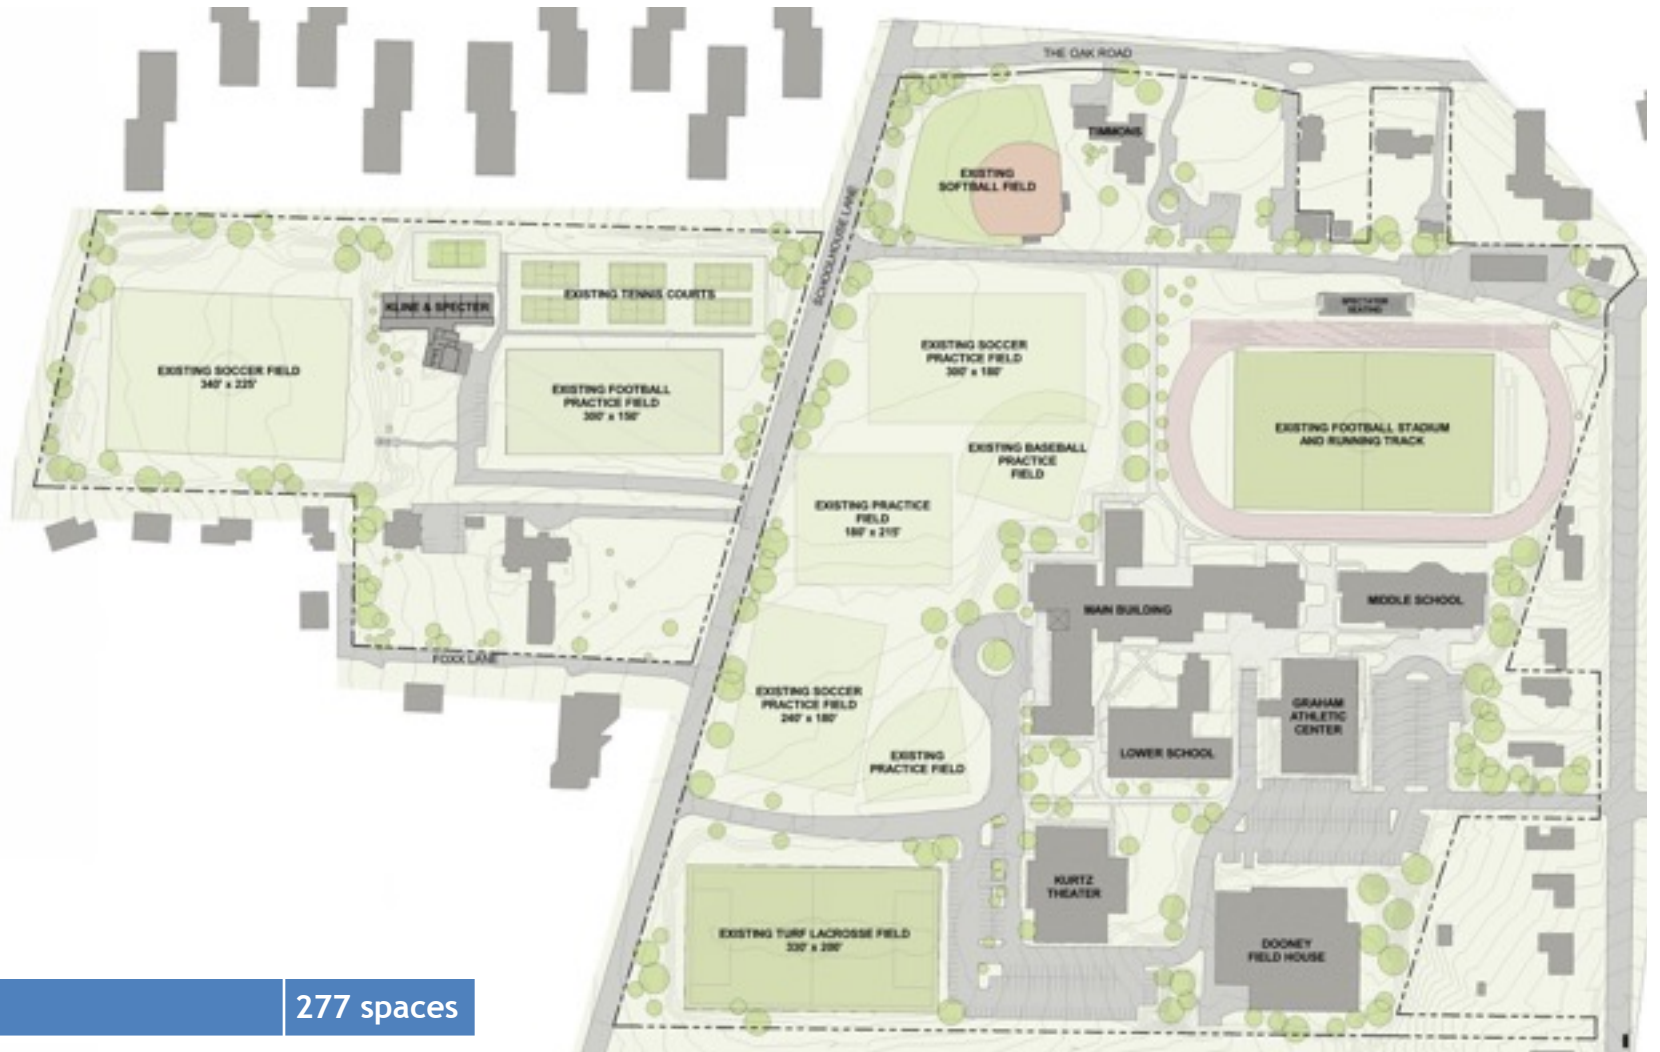 THE OAK ROAD
TIMMONS
EXISTING
SOFTBALL FIELD
SCHOOLHOUSE LANE
KLINE & SPECTER
EXISTING TENNIS COURTS
SPECTATOR
SEATING
EXISTING SOCCER
PRACTICE FIELD
300' x 180'
EXISTING SOCCER FIELD
340' x 225'
EXISTING FOOTBALL
PRACTICE FIELD
300' x 150'
EXISTING FOOTBALL STADIUM
AND RUNNING TRACK
EXISTING BASEBALL
PRACTICE
FIELD
EXISTING PRACTICE
FIELD
180' x 215'
MAIN BUILDING
MIDDLE SCHOOL
FOXX LANE
EXISTING SOCCER
PRACTICE FIELD
240' x 180'
GRAHAM
ATHLETIC
CENTER
LOWER SCHOOL
EXISTING
PRACTICE FIELD
KURTZ
THEATER
EXISTING TURF LACROSSE FIELD
330' x 200'
DOONEY
FIELD HOUSE
277 spaces